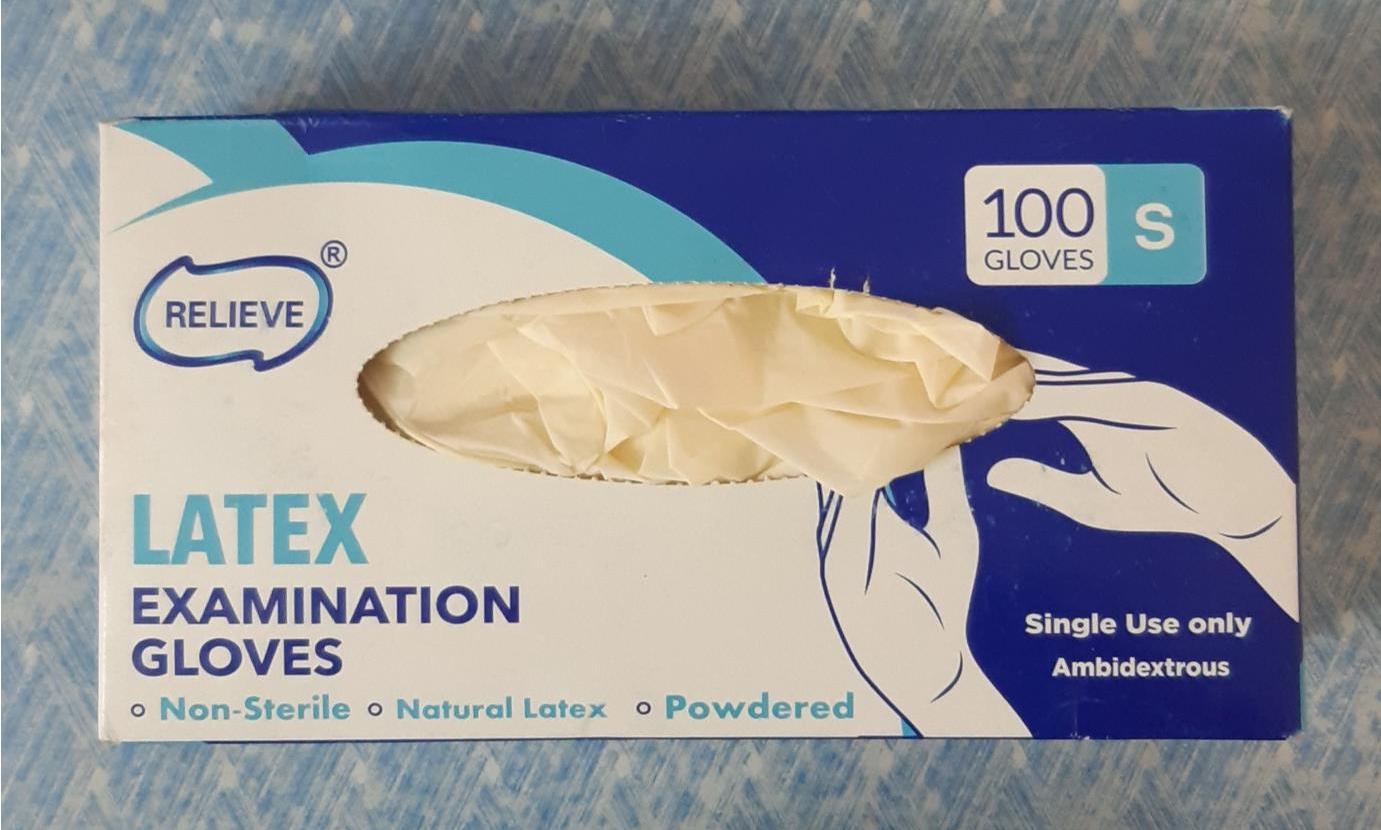 100
GLOVES
S
RELIEVE®
LATEX
EXAMINATION
GLOVES
Single Use only
Ambidextrous
Non-Sterile Natural Latex Powdered